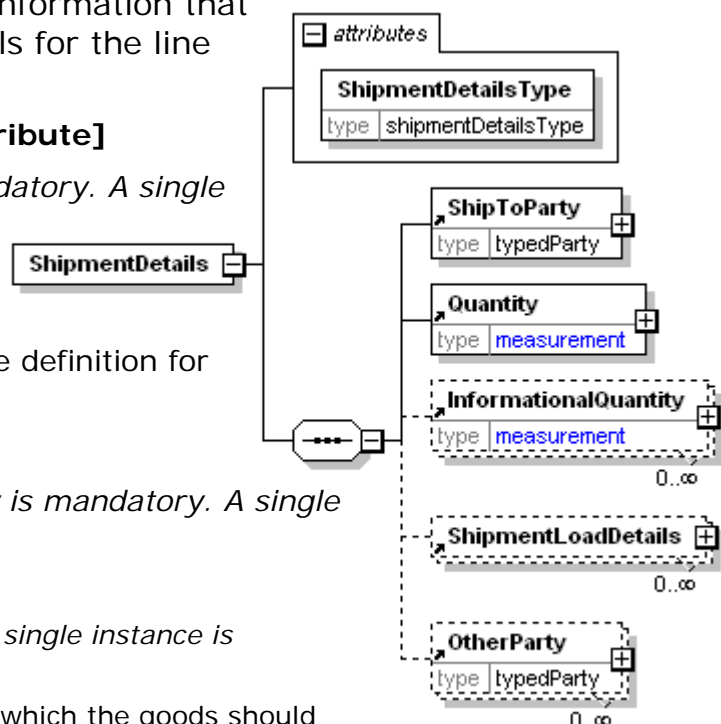 information that
ls for the line
ribute]
datory. A single
e definition for
is mandatory. A single
single instance is
which the goods should
attributes
ShipmentDetailsType
type shipmentDetailsType
ShipmentDetails
ShipToParty
type typedParty
Quantity
type measurement
InformationalQuantity
type measurement
0..∞
ShipmentLoadDetails
0..∞
OtherParty
type typedParty
0..∞